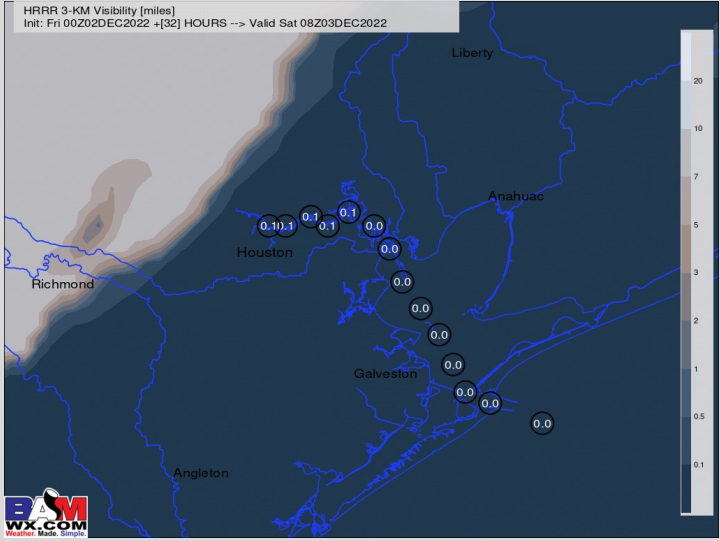 HRRR 3-KM Visibility [miles]
Init: Fri 00Z02DEC2022 +[32] HOURS --> Valid Sat 08Z03DEC2022
Liberty
20
10
7
Anahuac
0.1
0.1
0.1
0.1
0.1
0.0
5
0.0
Houston
3
Richmond
0.0
0.0
2
0.0
0.0
1
Galveston
0.0
0.0
0.5
0.0
0.1
Angleton
BAM
WX.COM
Weather. Made. Simple.